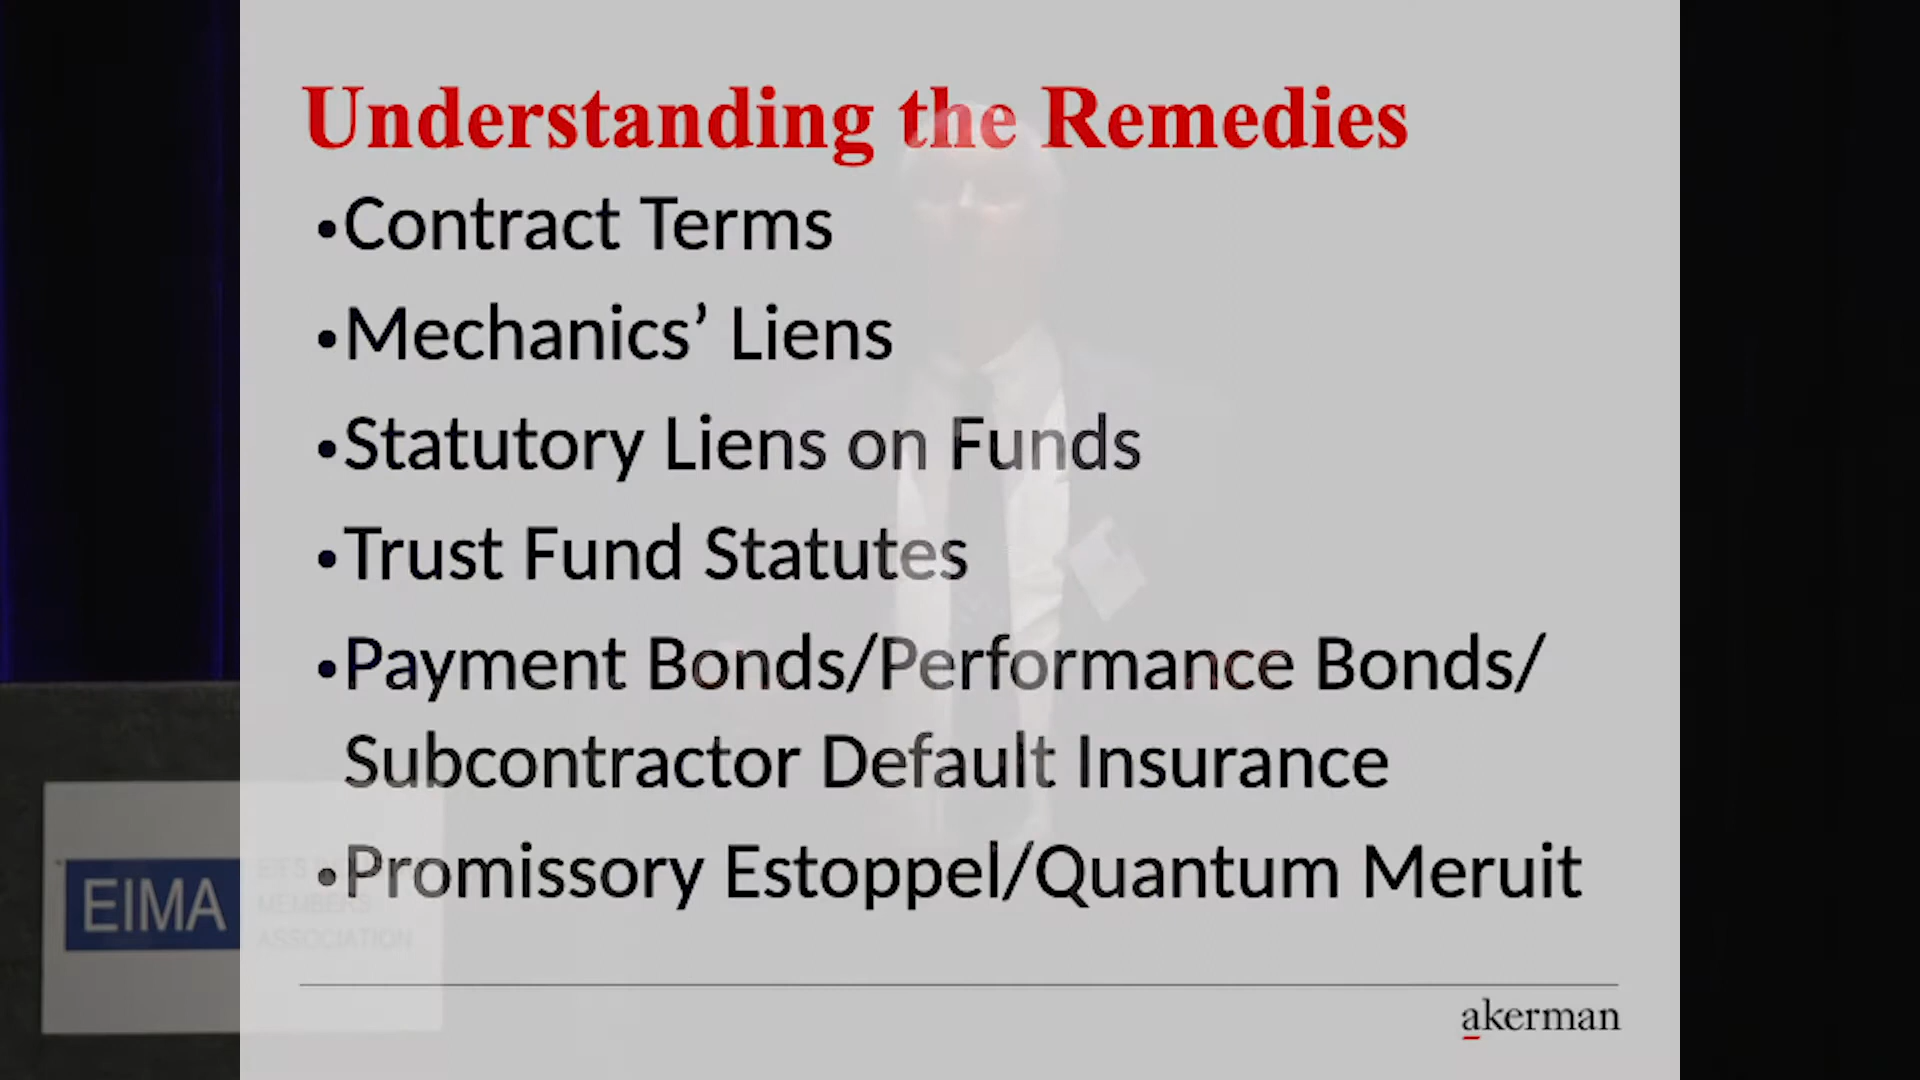 Understanding the Remedies
•Contract Terms
•Mechanics’ Liens
•Statutory Liens on Funds
•Trust Fund Statutes
•Payment Bonds/Performance Bonds/
Subcontractor Default Insurance
•Promissory Estoppel/Quantum Meruit
EIMA
MEMBERS
ASSOCIATION
akerman